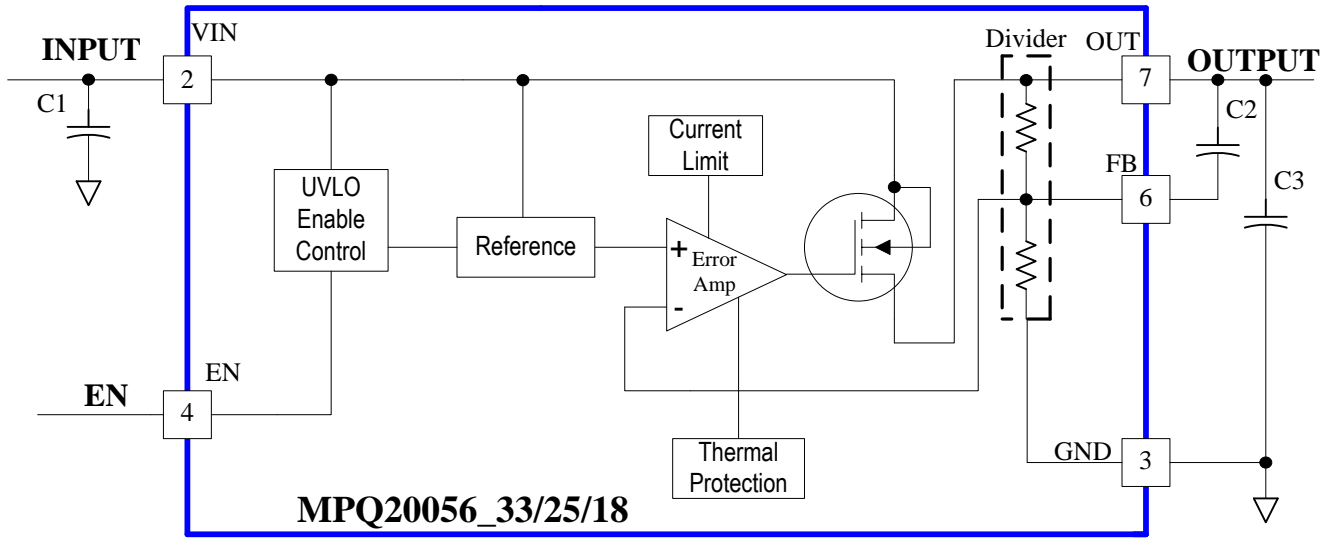 VIN
INPUT
2
C1
Divider
OUT
7
OUTPUT
C2
FB
6
C3
Current
Limit
UVLO
Enable
Control
Reference
+
Error
Amp
-
EN
EN
4
Thermal
Protection
GND
3
MPQ20056_33/25/18